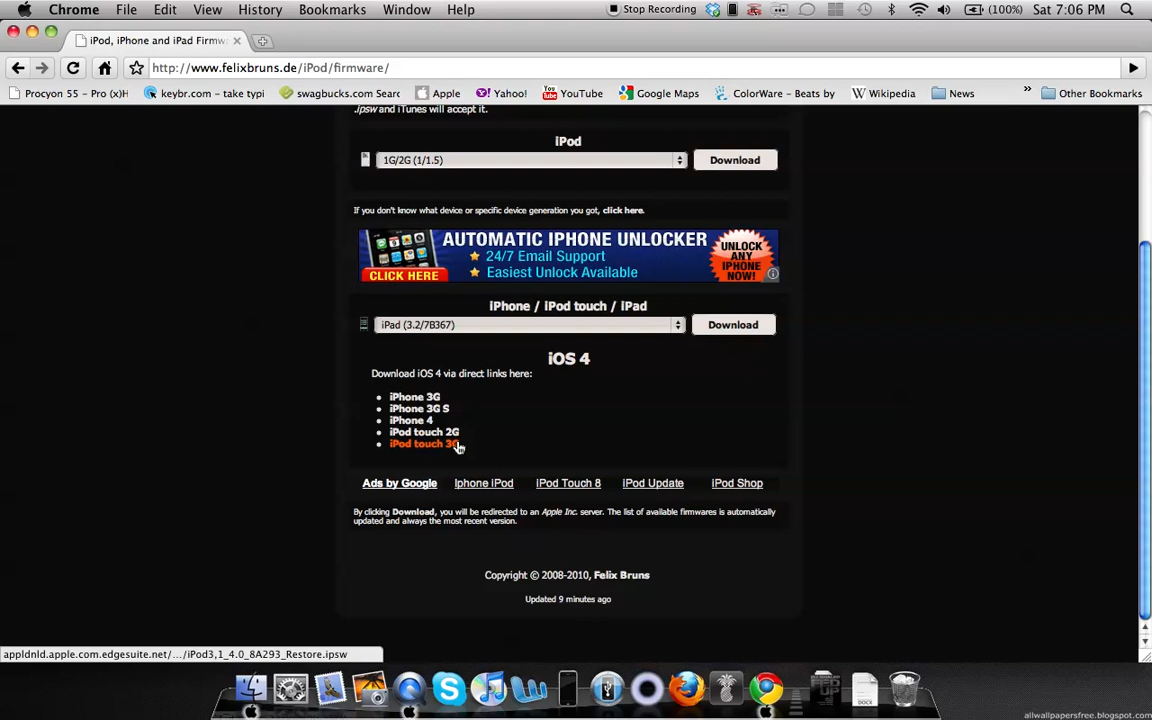 Chrome File Edit View History Bookmarks Window Help Stop Recording (100%) Sat 7:06 PM
iPod, iPhone and iPad Firmw
http://www.felixbruns.de/iPod/firmware/
Procyon 55 - Pro (x)H keybr.com - take typi swagbucks.com Searc Apple Yahoo! YouTube Google Maps ColorWare - Beats by Wikipedia News » Other Bookmarks
.ipsw and iTunes will accept it.
iPod
1G/2G (1/1.5) Download
If you don't know what device or specific device generation you got, click here.
AUTOMATIC IPHONE UNLOCKER
24/7 Email Support
Easiest Unlock Available
CLICK HERE
UNLOCK
ANY
IPHONE
NOW!
iPhone / iPod touch / iPad
iPad (3.2/7B367) Download
iOS 4
Download iOS 4 via direct links here:
iPhone 3G
iPhone 3G S
iPhone 4
iPod touch 2G
iPod touch 3G
Ads by Google Iphone iPod iPod Touch 8 iPod Update iPod Shop
By clicking Download, you will be redirected to an Apple Inc. server. The list of available firmwares is automatically
updated and always the most recent version.
Copyright © 2008-2010, Felix Bruns
Updated 9 minutes ago
appldnld.apple.com.edgesuite.net/.../iPod3,1_4.0_8A293_Restore.ipsw
DOCX
allwallpapersfree.blogspot.com